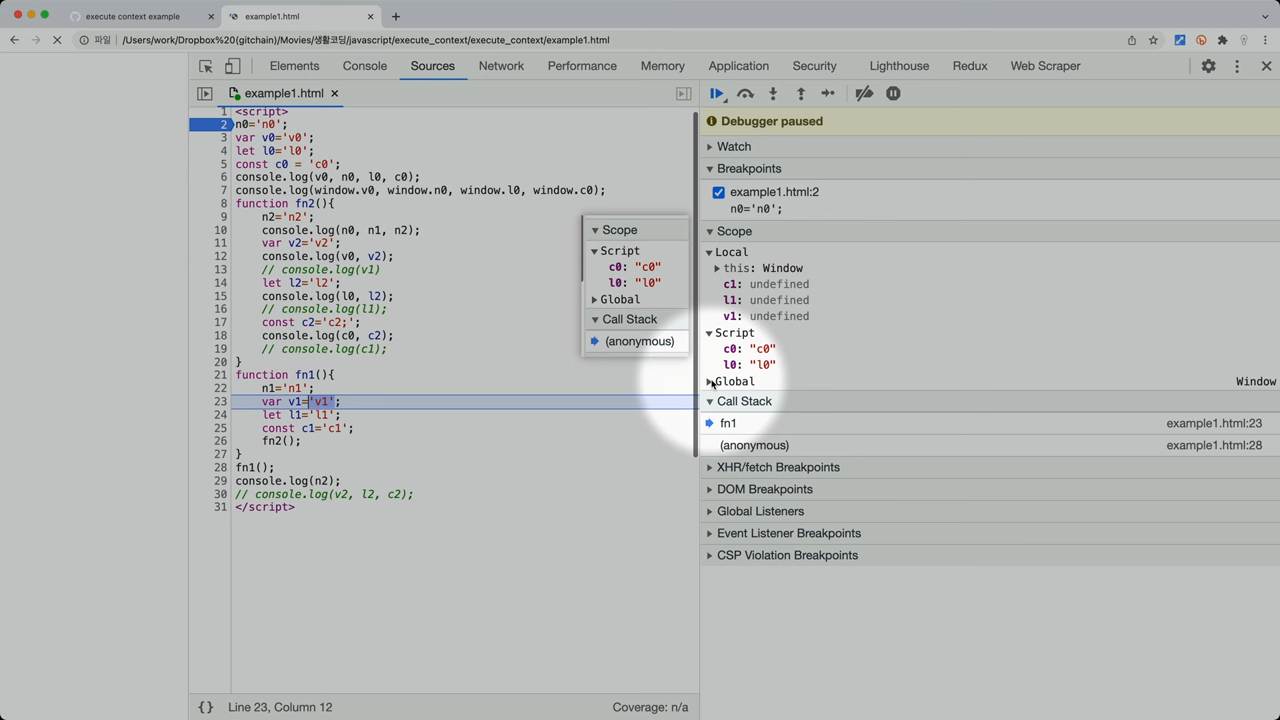 execute context example
example1.html
파일
/Users/work/Dropbox%20(gitchain)/Movies/생활코딩/javascript/execute_context/execute_context/example1.html
Elements Console Sources Network Performance Memory Application Security Lighthouse Redux Web Scraper
example1.html
1 <script>
2 n0='n0';
3 var v0='v0';
4 let l0='l0';
5 const c0 = 'c0';
6 console.log(v0, n0, l0, c0);
7 console.log(window.v0, window.n0, window.l0, window.c0);
8 function fn2(){
9 n2='n2';
10 console.log(n0, n1, n2);
11 var v2='v2';
12 console.log(v0, v2);
13 // console.log(v1)
14 let l2='l2';
15 console.log(l0, l2);
16 // console.log(l1);
17 const c2='c2;';
18 console.log(c0, c2);
19 // console.log(c1);
20 }
21 function fn1(){
22 n1='n1';
23 var v1='v1';
24 let l1='l1';
25 const c1='c1';
26 fn2();
27 }
28 fn1();
29 console.log(n2);
30 // console.log(v2, l2, c2);
31 </script>
Scope
Script
c0: "c0"
l0: "l0"
Global
Call Stack
(anonymous)
Debugger paused
Watch
Breakpoints
example1.html:2
n0='n0';
Scope
Local
this: Window
c1: undefined
l1: undefined
v1: undefined
Script
c0: "c0"
l0: "l0"
Global Window
Call Stack
fn1 example1.html:23
(anonymous) example1.html:28
XHR/fetch Breakpoints
DOM Breakpoints
Global Listeners
Event Listener Breakpoints
CSP Violation Breakpoints
{} Line 23, Column 12 Coverage: n/a